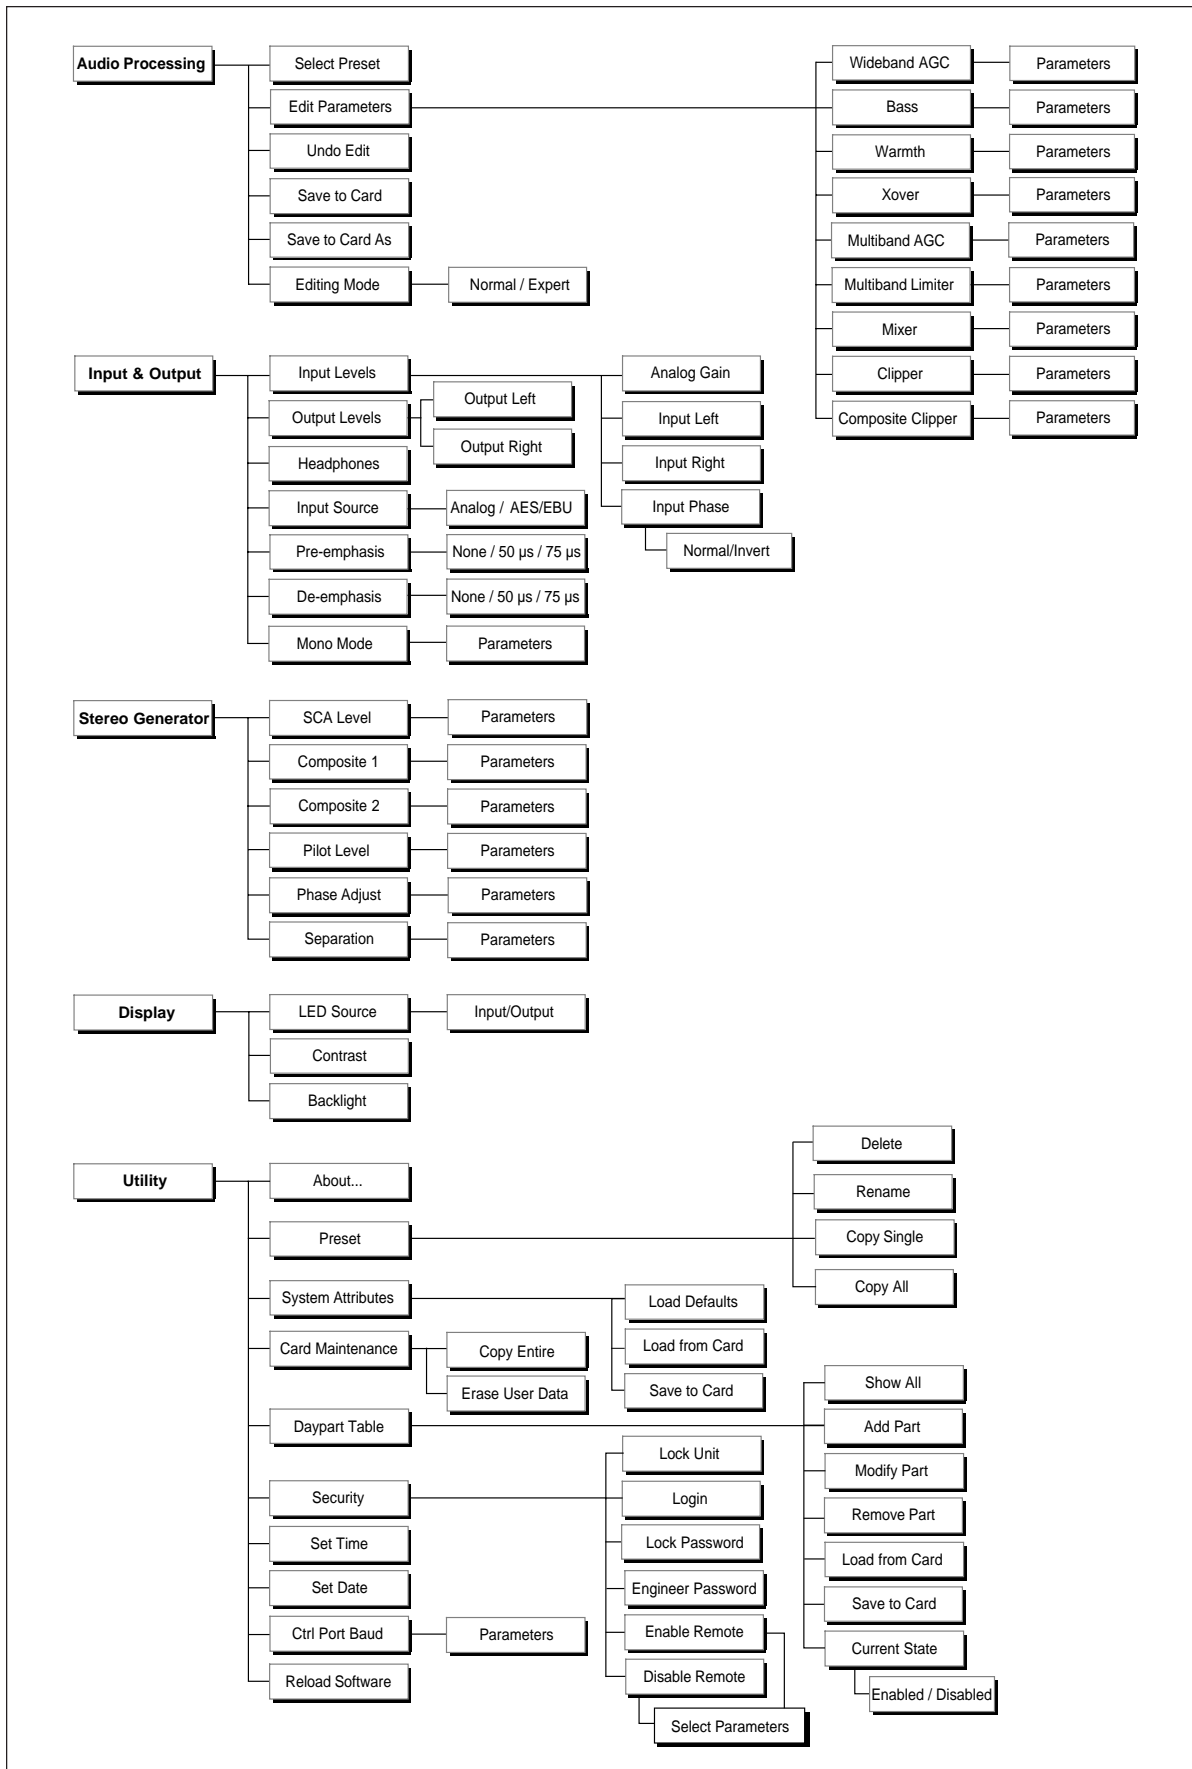 Audio Processing
Select Preset
Edit Parameters
Undo Edit
Save to Card
Save to Card As
Editing Mode
Normal / Expert
Wideband AGC
Parameters
Bass
Parameters
Warmth
Parameters
Xover
Parameters
Multiband AGC
Parameters
Multiband Limiter
Parameters
Mixer
Parameters
Clipper
Parameters
Composite Clipper
Parameters
Input & Output
Input Levels
Analog Gain
Input Left
Input Right
Input Phase
Normal/Invert
Output Levels
Output Left
Output Right
Headphones
Input Source
Analog / AES/EBU
Pre-emphasis
None / 50 µs / 75 µs
De-emphasis
None / 50 µs / 75 µs
Mono Mode
Parameters
Stereo Generator
SCA Level
Parameters
Composite 1
Parameters
Composite 2
Parameters
Pilot Level
Parameters
Phase Adjust
Parameters
Separation
Parameters
Display
LED Source
Input/Output
Contrast
Backlight
Utility
About...
Preset
Delete
Rename
Copy Single
Copy All
System Attributes
Load Defaults
Load from Card
Save to Card
Card Maintenance
Copy Entire
Erase User Data
Daypart Table
Show All
Add Part
Modify Part
Remove Part
Load from Card
Save to Card
Current State
Enabled / Disabled
Security
Lock Unit
Login
Lock Password
Engineer Password
Enable Remote
Disable Remote
Select Parameters
Set Time
Set Date
Ctrl Port Baud
Parameters
Reload Software